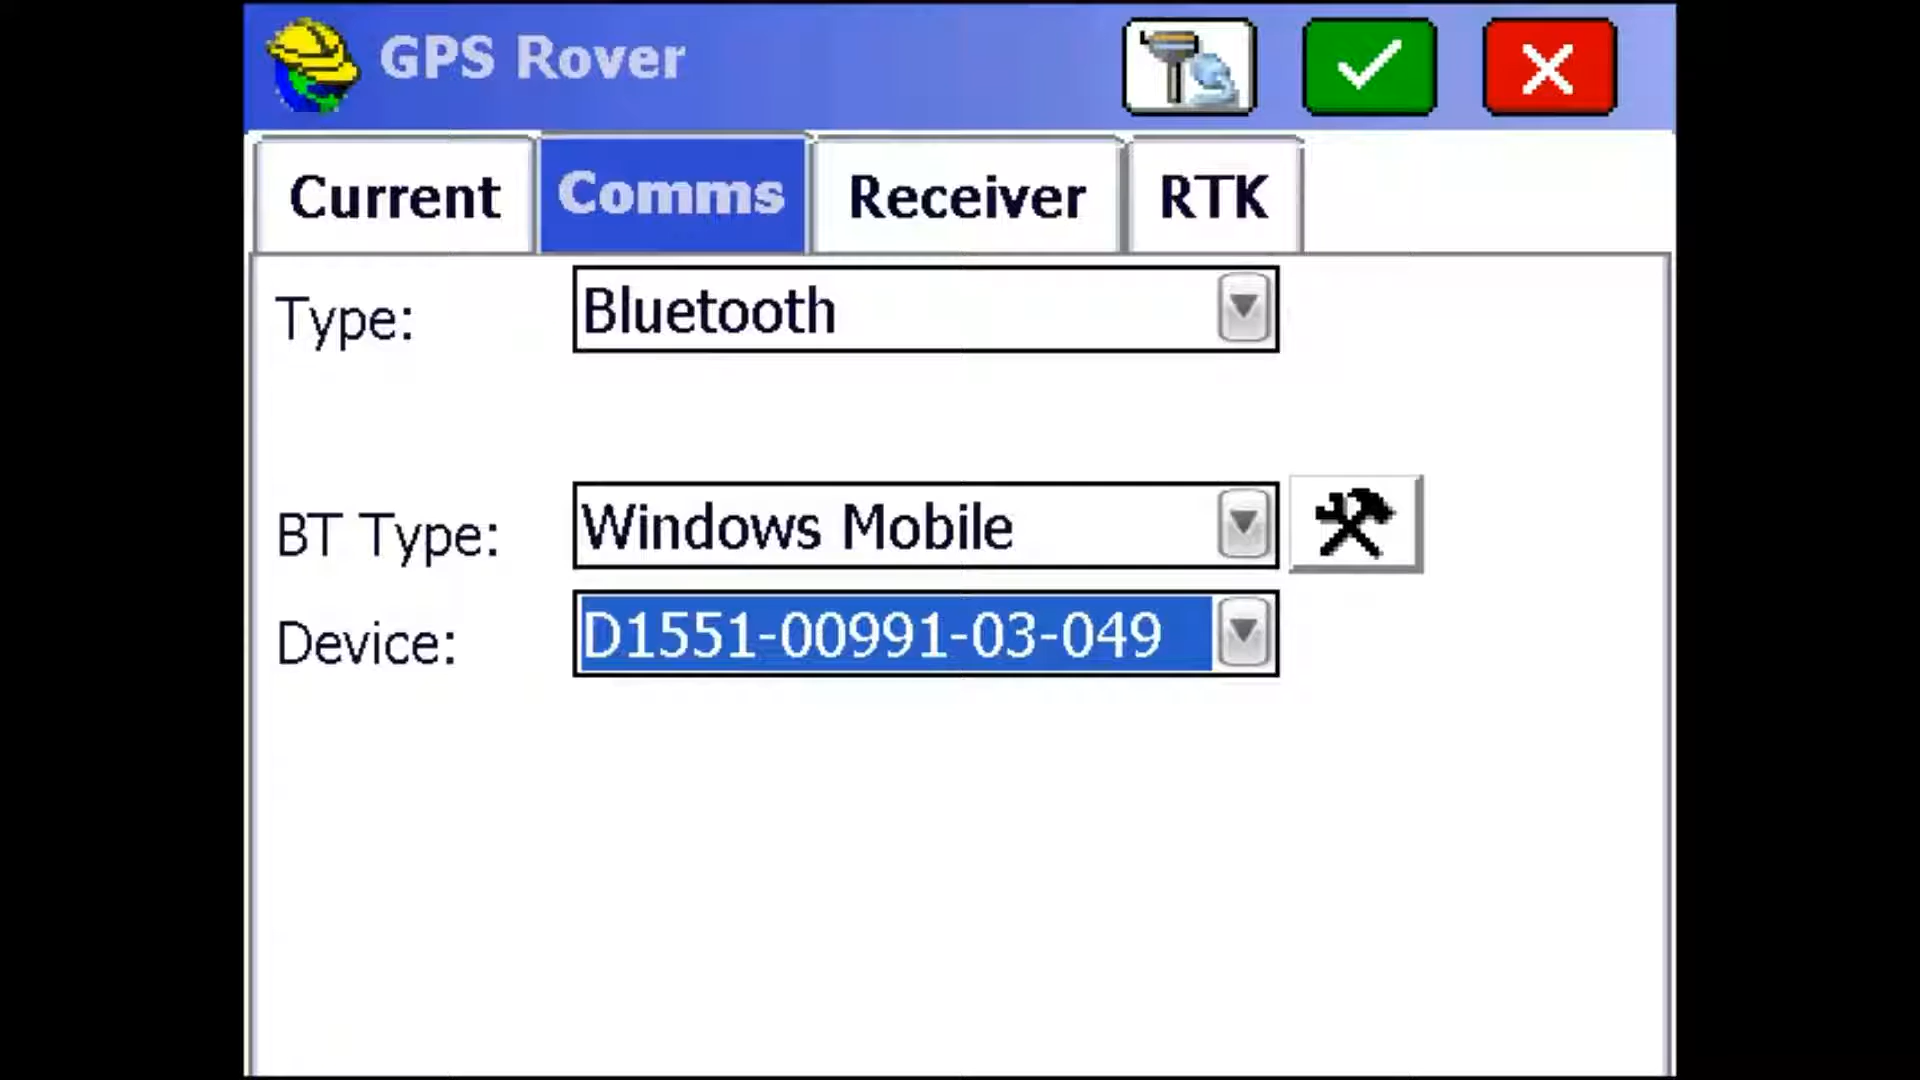 GPS Rover
Current Comms Receiver RTK
Type: Bluetooth
BT Type: Windows Mobile
Device: D1551-00991-03-049